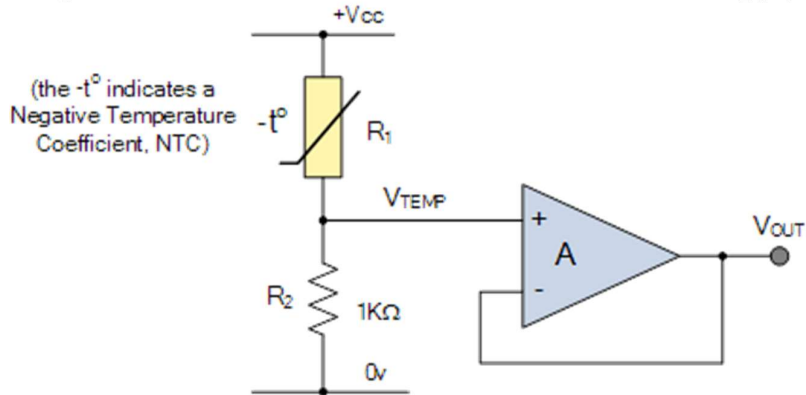 +Vcc
(the -t° indicates a
Negative Temperature
Coefficient, NTC)
-t°
R₁
VTEMP
+
A
-
VOUT
R₂
1KΩ
0v